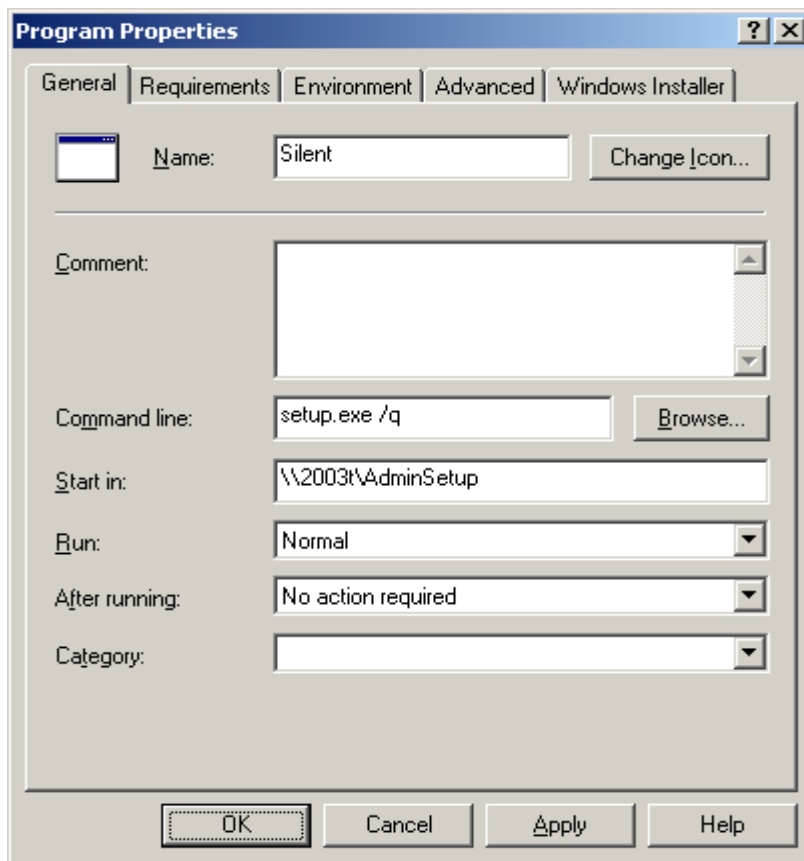 Program Properties
General Requirements Environment Advanced Windows Installer
Name: Silent Change Icon...
Comment:
Command line: setup.exe /q Browse...
Start in: \\2003t\AdminSetup
Run: Normal
After running: No action required
Category:
OK Cancel Apply Help